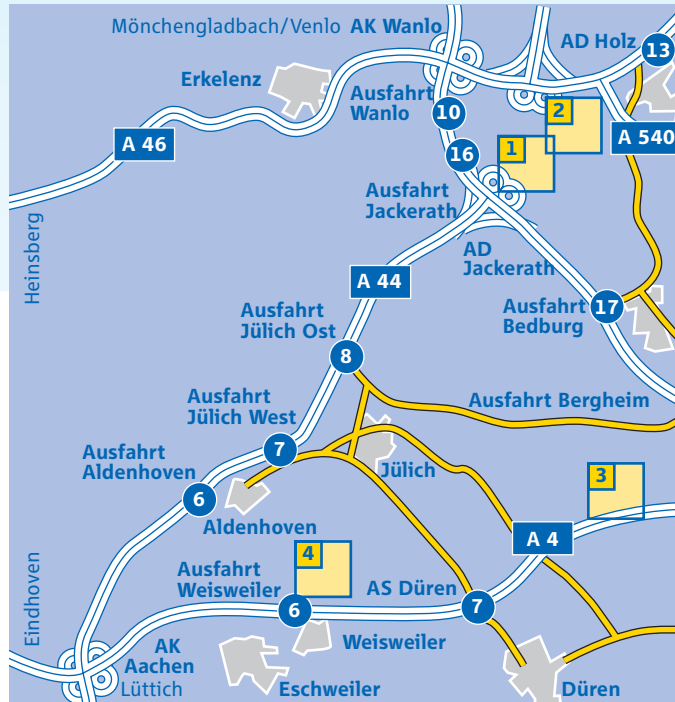 Mönchengladbach/Venlo AK Wanlo
AD Holz
13
Erkelenz
Ausfahrt
Wanlo
10
2
A 46
A 540
16
1
Ausfahrt
Jackerath
Heinsberg
AD
Jackerath
A 44
Ausfahrt
Jülich Ost
Ausfahrt
Bedburg
17
8
Ausfahrt
Jülich West
Ausfahrt Bergheim
7
Ausfahrt
Aldenhoven
Jülich
3
6
Aldenhoven
A 4
4
Eindhoven
Ausfahrt
Weisweiler
AS Düren
6
7
AK
Aachen
Lüttich
Weisweiler
Eschweiler
Düren